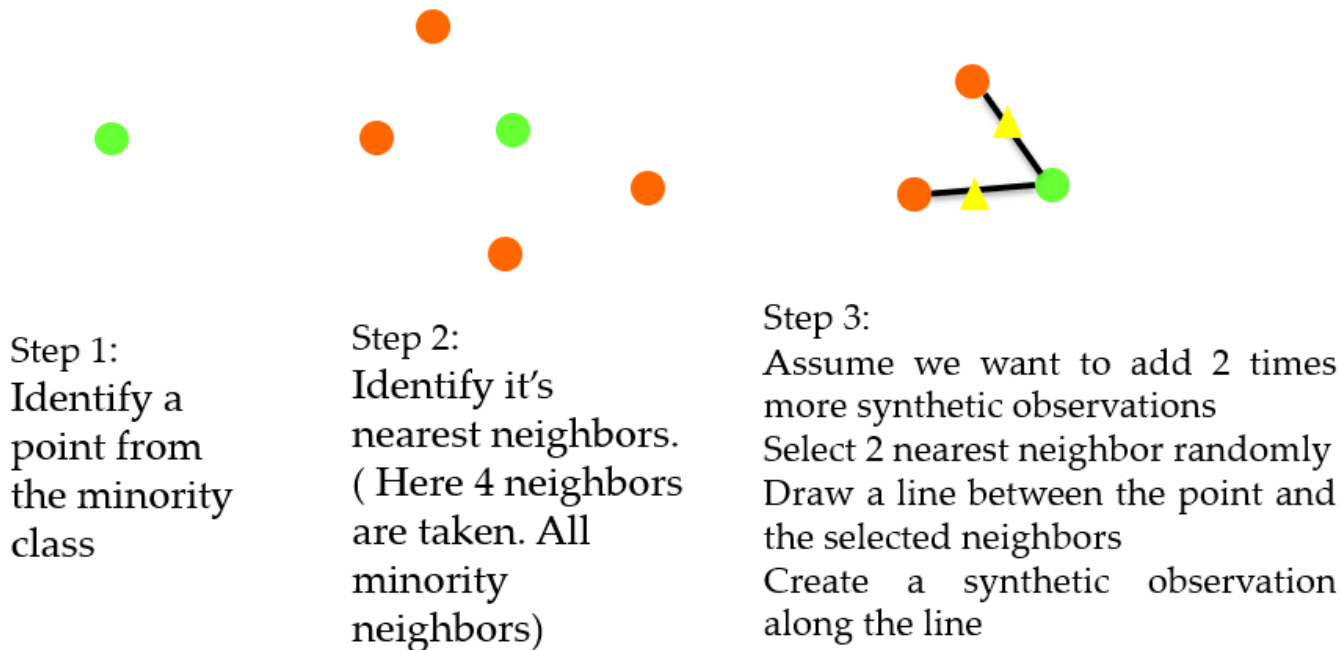 Step 1:
Identify a
point from
the minority
class
Step 2:
Identify it's
nearest neighbors.
( Here 4 neighbors
are taken. All
minority
neighbors)
Step 3:
Assume we want to add 2 times
more synthetic observations
Select 2 nearest neighbor randomly
Draw a line between the point and
the selected neighbors
Create a synthetic observation
along the line